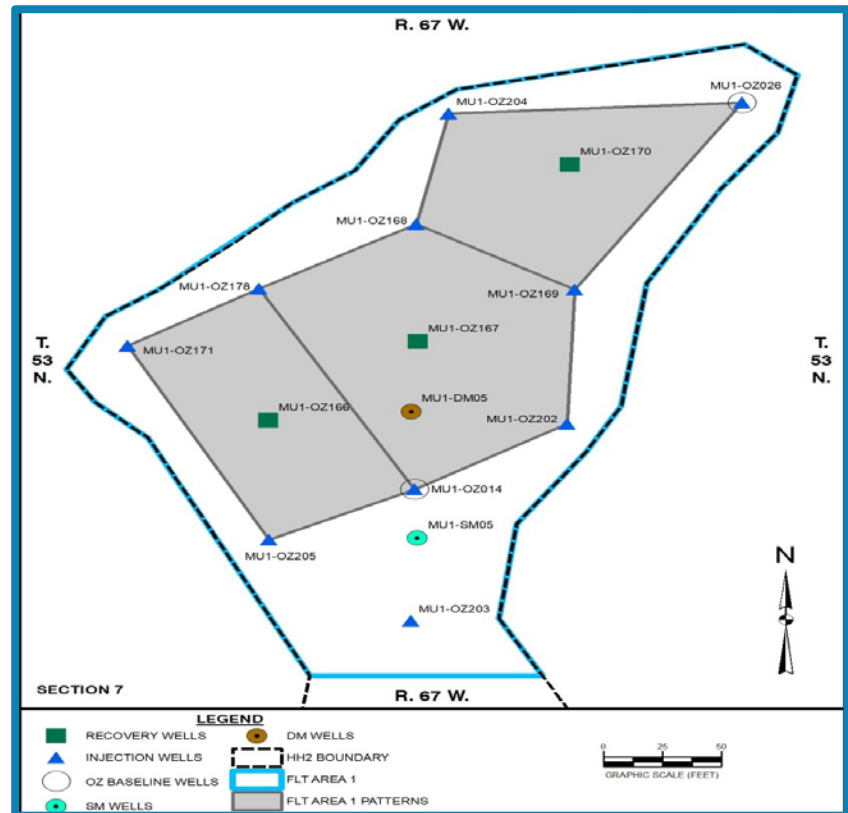 R. 67 W.
MU1-OZ026
MU1-OZ204
MU1-OZ170
MU1-OZ168
MU1-OZ178
MU1-OZ169
T.
53
N.
MU1-OZ171
MU1-OZ167
T.
53
N.
MU1-OZ166
MU1-DM05
MU1-OZ202
MU1-OZ014
MU1-SM05
MU1-OZ205
N
MU1-OZ203
SECTION 7
R. 67 W.
LEGEND
RECOVERY WELLS
INJECTION WELLS
OZ BASELINE WELLS
SM WELLS
DM WELLS
HH2 BOUNDARY
FLT AREA 1
FLT AREA 1 PATTERNS
0 25 50
GRAPHIC SCALE (FEET)